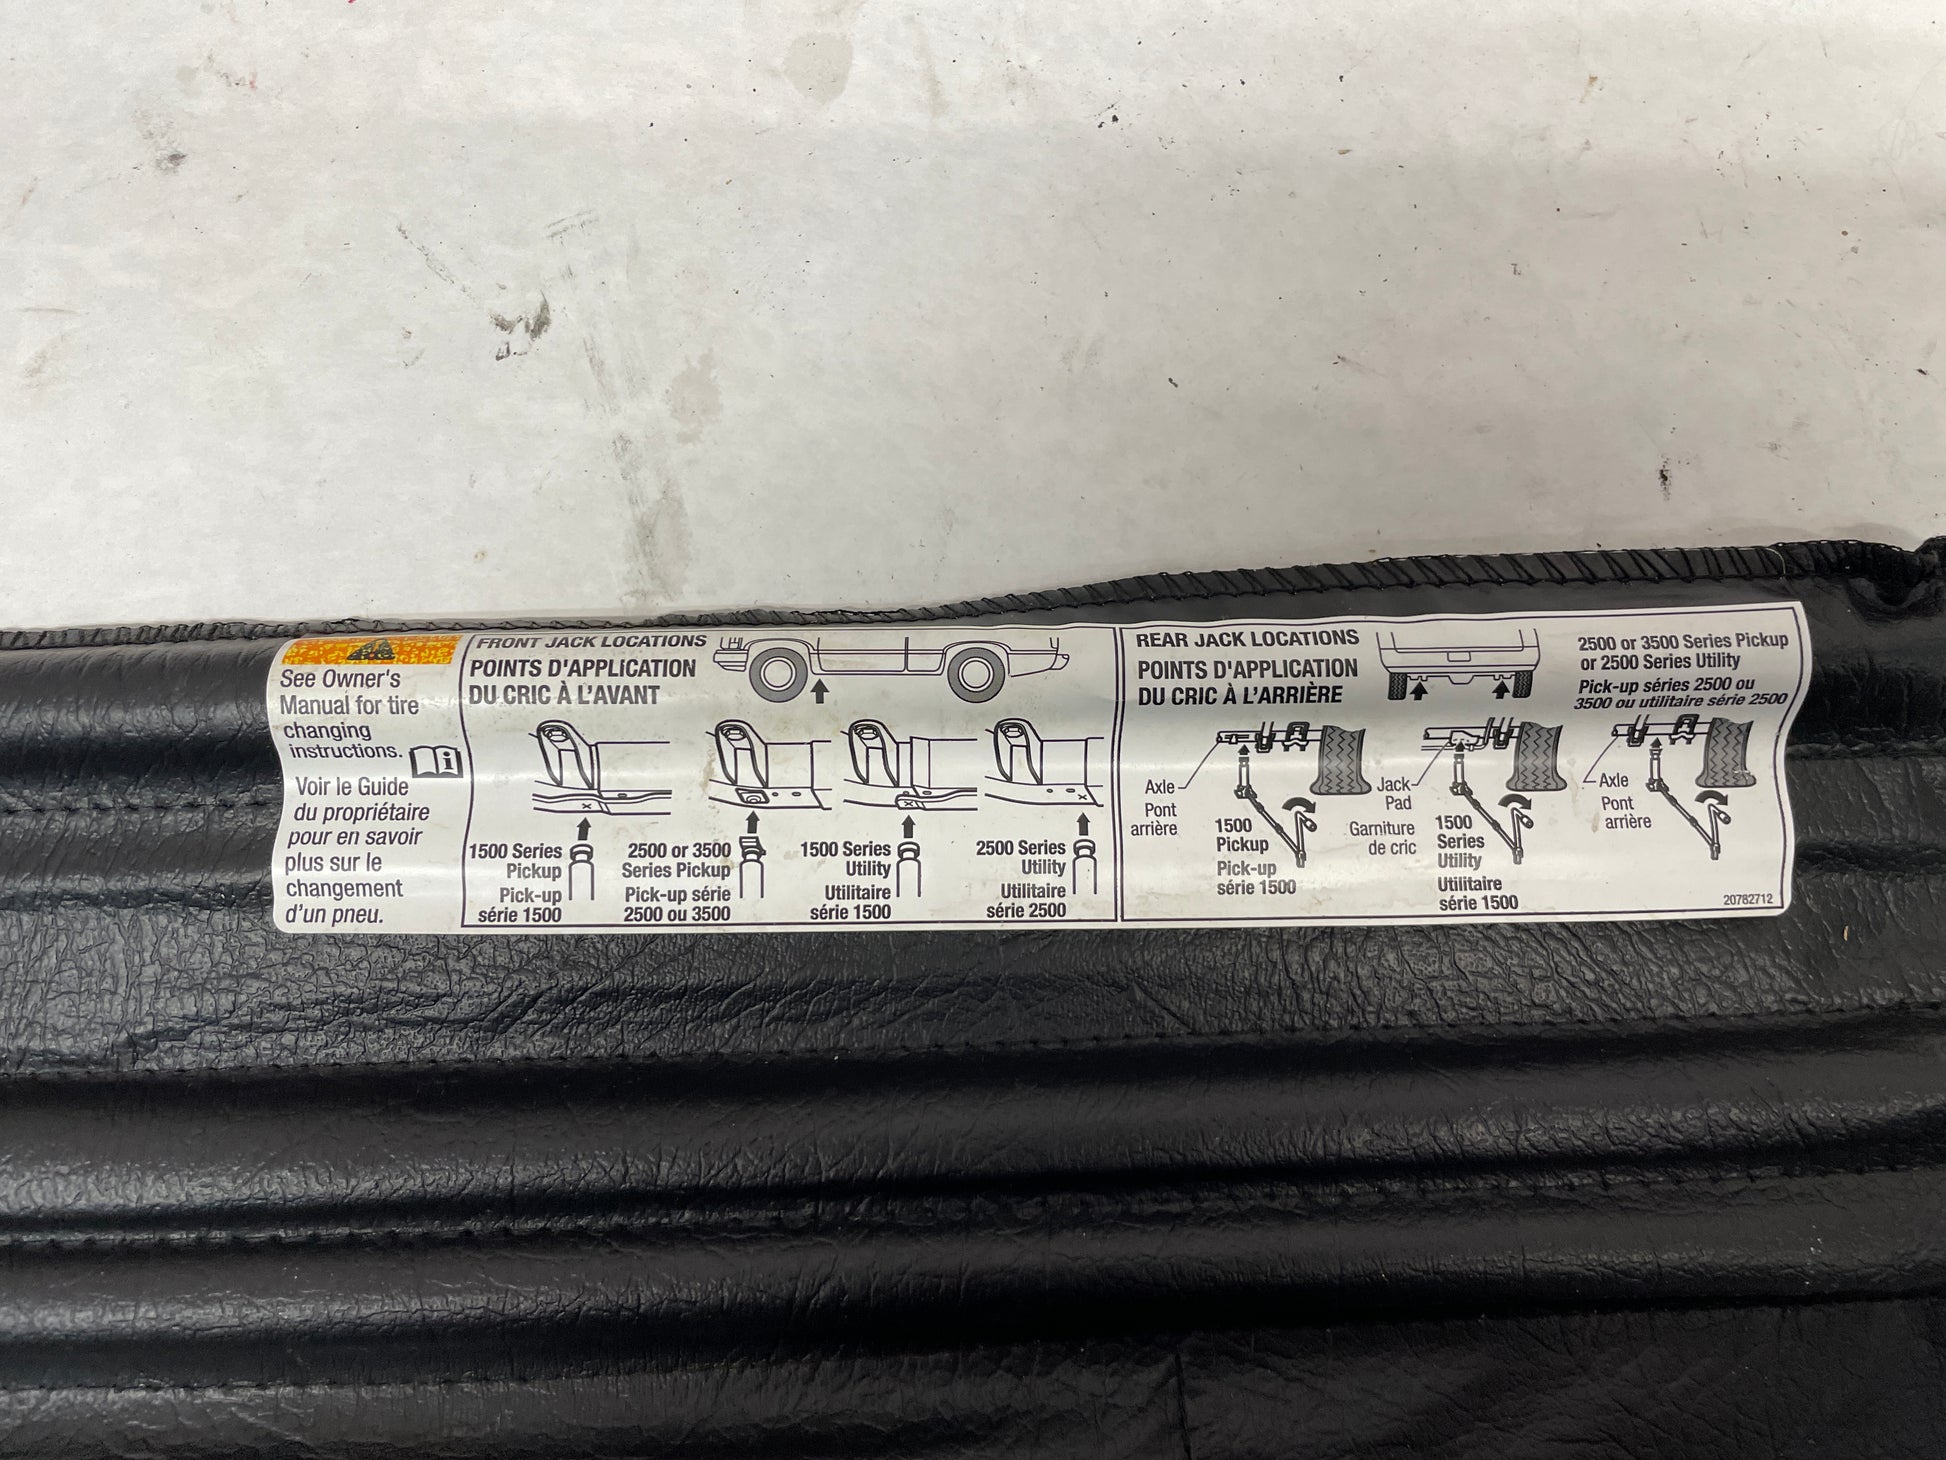 See Owner's
Manual for tire
changing
instructions.
Voir le Guide
du propriétaire
pour en savoir
plus sur le
changement
d'un pneu.
FRONT JACK LOCATIONS
POINTS D'APPLICATION
DU CRIC À L'AVANT
1500 Series
Pickup
Pick-up
série 1500
2500 or 3500
Series Pickup
Pick-up série
2500 ou 3500
1500 Series
Utility
Utilitaire
série 1500
2500 Series
Utility
Utilitaire
série 2500
REAR JACK LOCATIONS
POINTS D'APPLICATION
DU CRIC À L'ARRIÈRE
2500 or 3500 Series Pickup
or 2500 Series Utility
Pick-up séries 2500 ou
3500 ou utilitaire série 2500
Axle
Pont
arrière
1500
Pickup
Pick-up
série 1500
Jack
Pad
Garniture
de cric
1500
Series
Utility
Utilitaire
série 1500
Axle
Pont
arrière
20782712